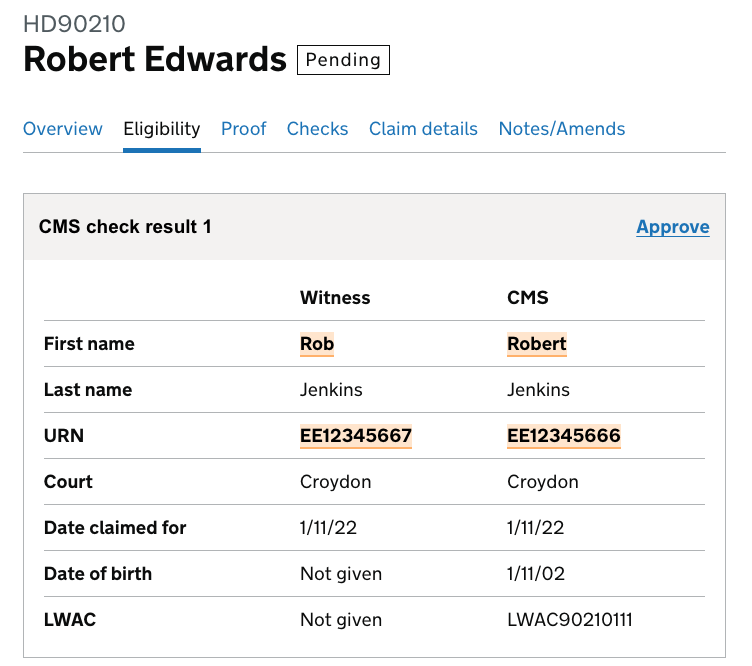 HD90210
Robert Edwards Pending
Overview Eligibility Proof Checks Claim details Notes/Amends
CMS check result 1 Approve
Witness CMS
First name Rob Robert
Last name Jenkins Jenkins
URN EE12345667 EE12345666
Court Croydon Croydon
Date claimed for 1/11/22 1/11/22
Date of birth Not given 1/11/02
LWAC Not given LWAC90210111